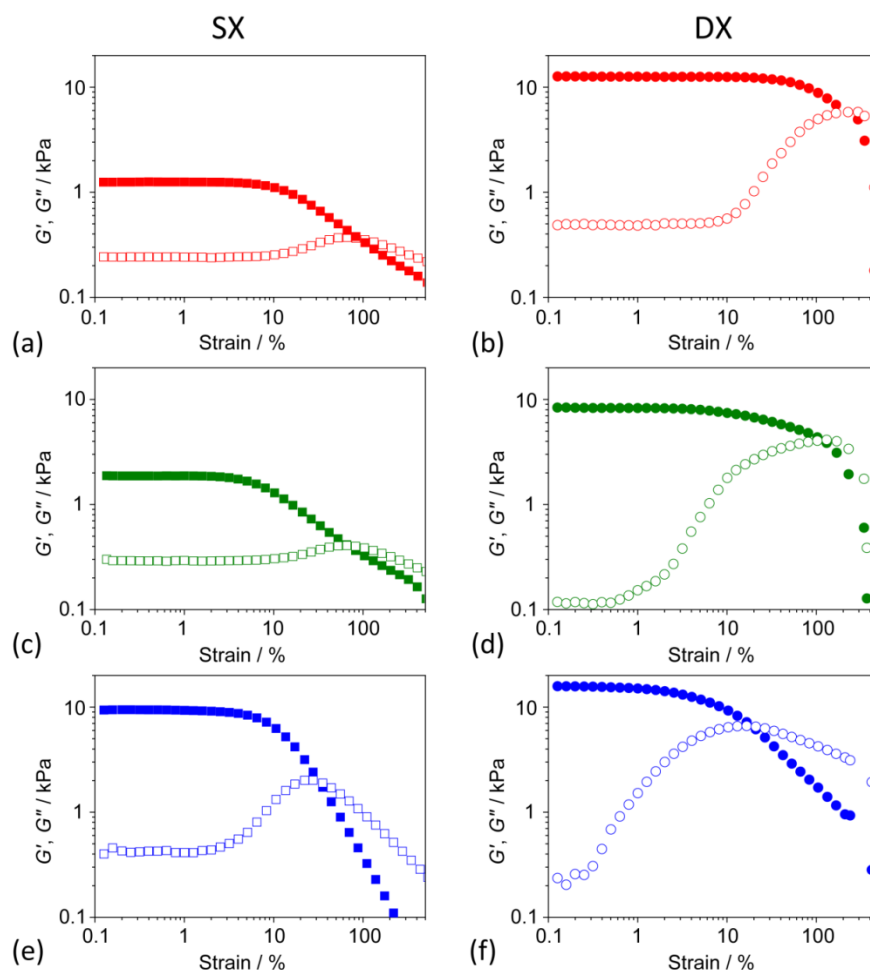 SX DX
10
1
0.1
0.1 1 10 100
G', G" / kPa
Strain / %
(a)
10
1
0.1
0.1 1 10 100
G', G" / kPa
Strain / %
(b)
10
1
0.1
0.1 1 10 100
G', G" / kPa
Strain / %
(c)
10
1
0.1
0.1 1 10 100
G', G" / kPa
Strain / %
(d)
10
1
0.1
0.1 1 10 100
G', G" / kPa
Strain / %
(e)
10
1
0.1
0.1 1 10 100
G', G" / kPa
Strain / %
(f)